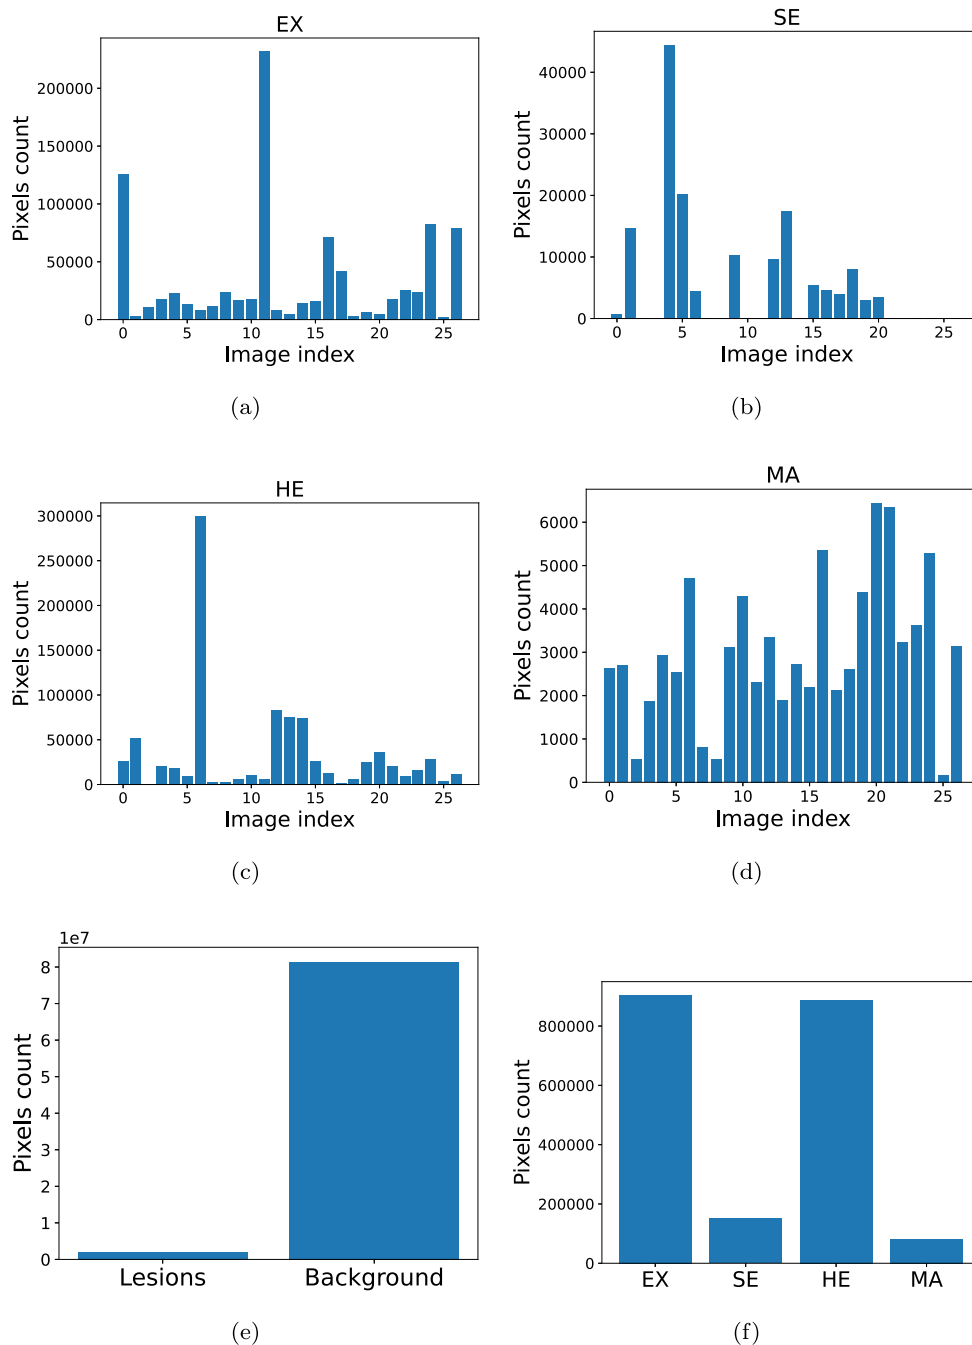 EX
Pixels count
200000
150000
100000
50000
0
0 5 10 15 20 25
Image index
(a)
SE
Pixels count
40000
30000
20000
10000
0
0 5 10 15 20 25
Image index
(b)
HE
Pixels count
300000
250000
200000
150000
100000
50000
0
0 5 10 15 20 25
Image index
(c)
MA
Pixels count
6000
5000
4000
3000
2000
1000
0
0 5 10 15 20 25
Image index
(d)
1e7
Pixels count
8
7
6
5
4
3
2
1
0
Lesions Background
(e)
Pixels count
800000
600000
400000
200000
0
EX SE HE MA
(f)